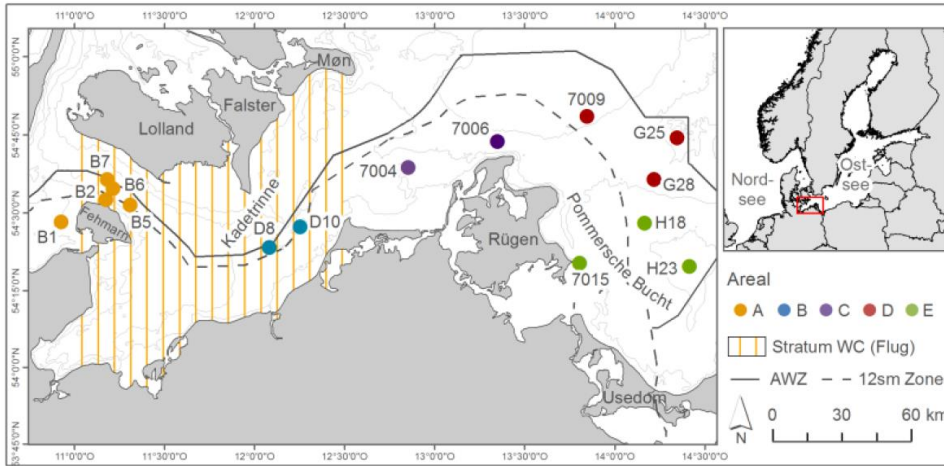 11°0'0"O 11°30'0"O 12°0'0"O 12°30'0"O 13°0'0"O 13°30'0"O 14°0'0"O 14°30'0"O
55°0'0"N
54°45'0"N
54°30'0"N
54°15'0"N
54°0'0"N
53°45'0"N
Møn
Falster
Lolland
7009
G25
7006
7004
G28
B7
B6
B2
Fehmarn
B5
B1
Kadetrinne
D8
D10
Rügen
Pommersche Bucht
H18
H23
7015
Usedom
Nord-
see
Ost-
see
Areal
A B C D E
Stratum WC (Flug)
AWZ 12sm Zone
0 30 60 km
N